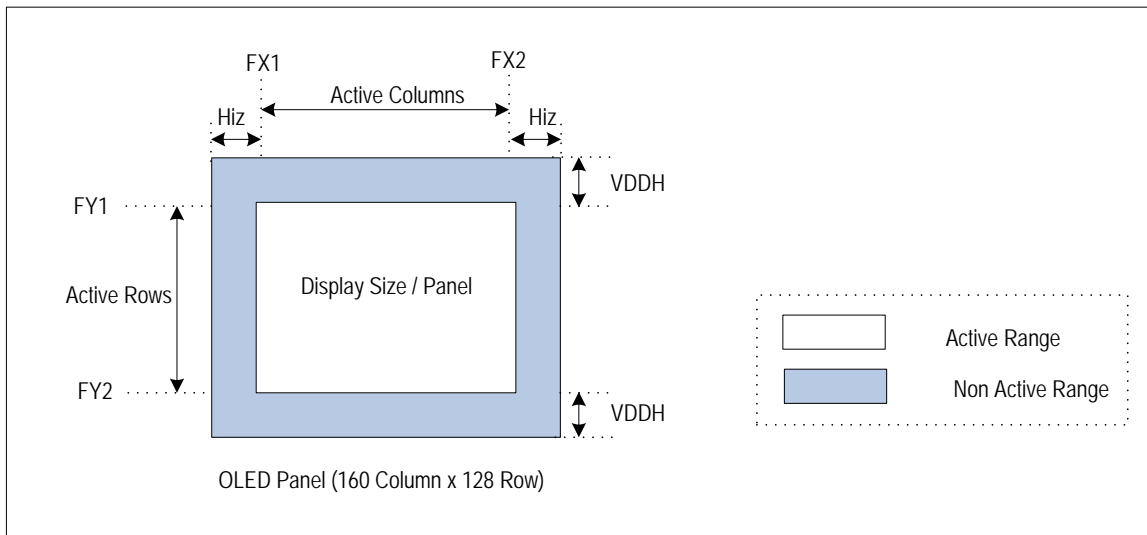 FX1
FX2
Active Columns
Hiz
Hiz
VDDH
FY1
Active Rows
Display Size / Panel
Active Range
FY2
Non Active Range
VDDH
OLED Panel (160 Column x 128 Row)